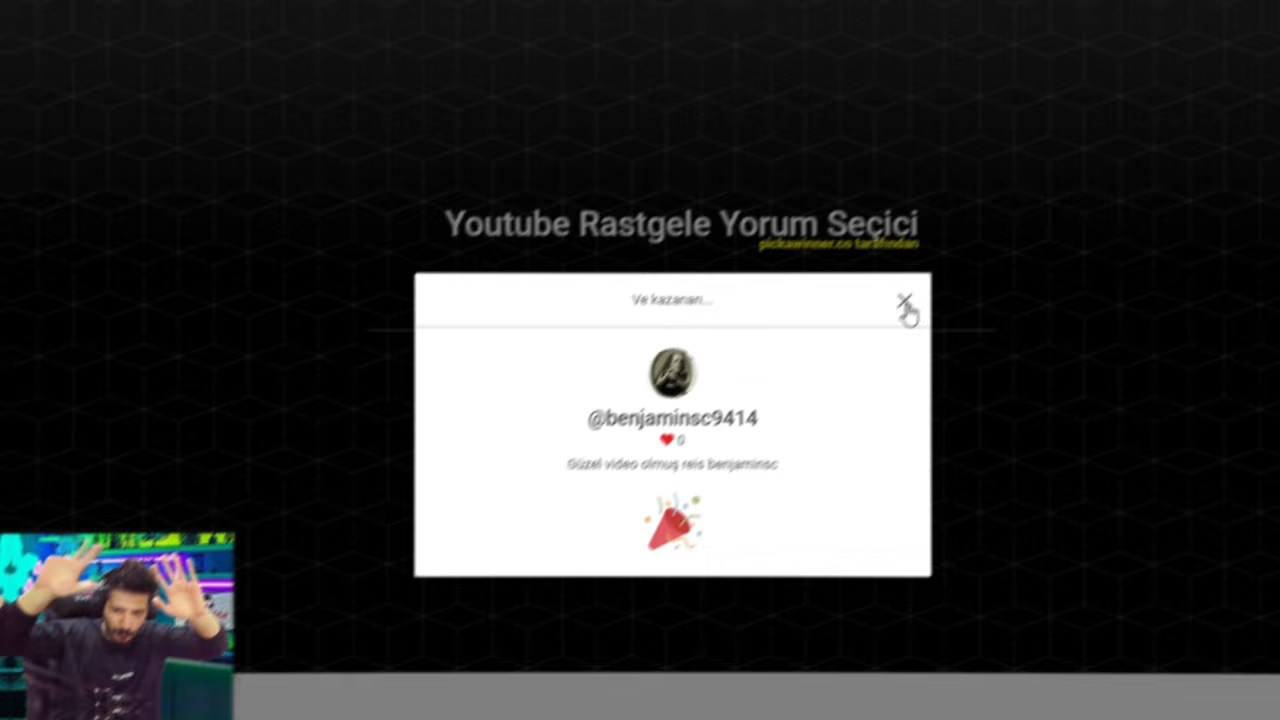 Youtube Rastgele Yorum Seçici
pickawinner.co tarafından
Ve kazanan...
@benjaminsc9414
0
Güzel video olmuş reis benjaminsc